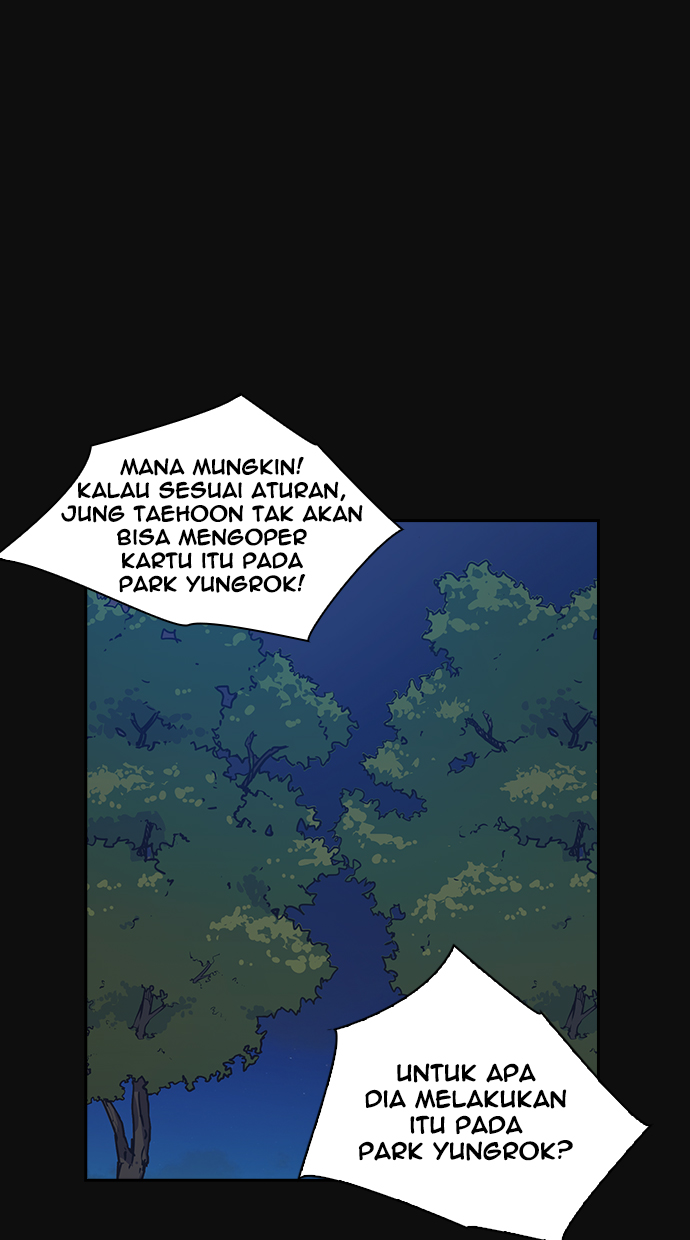 MANA MUNGKIN!
KALAU SESUAI ATURAN,
JUNG TAEHOON TAK AKAN
BISA MENGOPER
KARTU ITU PADA
PARK YUNGROK!
UNTUK APA
DIA MELAKUKAN
ITU PADA
PARK YUNGROK?